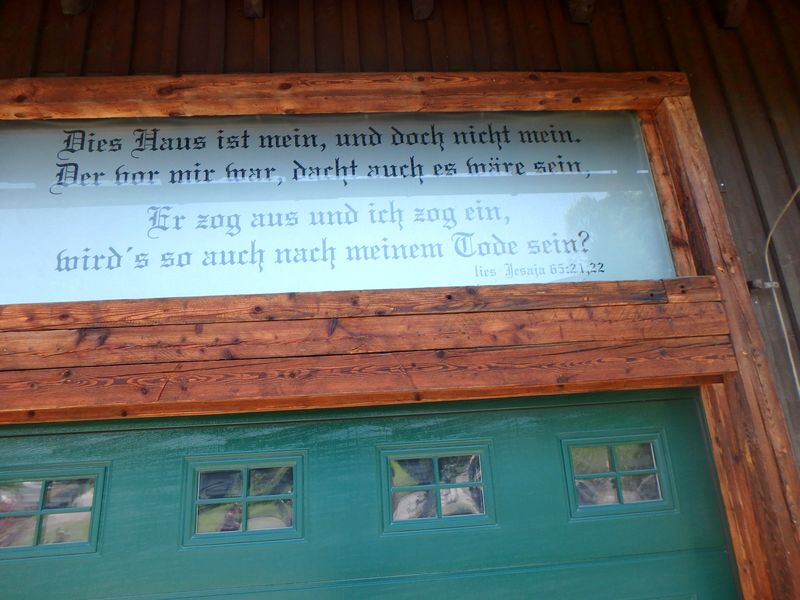 Dies Haus ist mein, und doch nicht mein.
Der vor mir war, dacht auch es wäre sein,
Er zog aus und ich zog ein,
wird´s so auch nach meinem Tode sein?
lies Jesaja 65:21,22